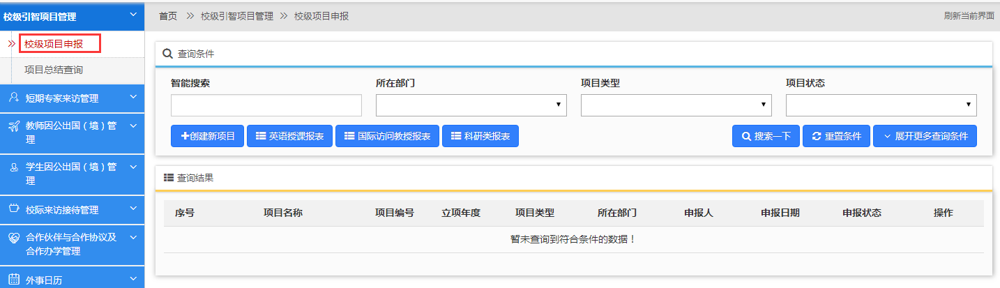 校级引智项目管理
校级项目申报
项目总结查询
短期专家来访管理
教师因公出国（境）管
理
学生因公出国（境）管
理
校际来访接待管理
合作伙伴与合作协议及
合作办学管理
外事日历
首页 校级引智项目管理 校级项目申报 刷新当前界面
查询条件
智能搜索 所在部门 项目类型 项目状态
创建新项目 英语授课报表 国际访问教授报表 科研类报表 搜索一下 重置条件 展开更多查询条件
查询结果
序号 项目名称 项目编号 立项年度 项目类型 所在部门 申报人 申报日期 申报状态 操作
暂未查询到符合条件的数据！